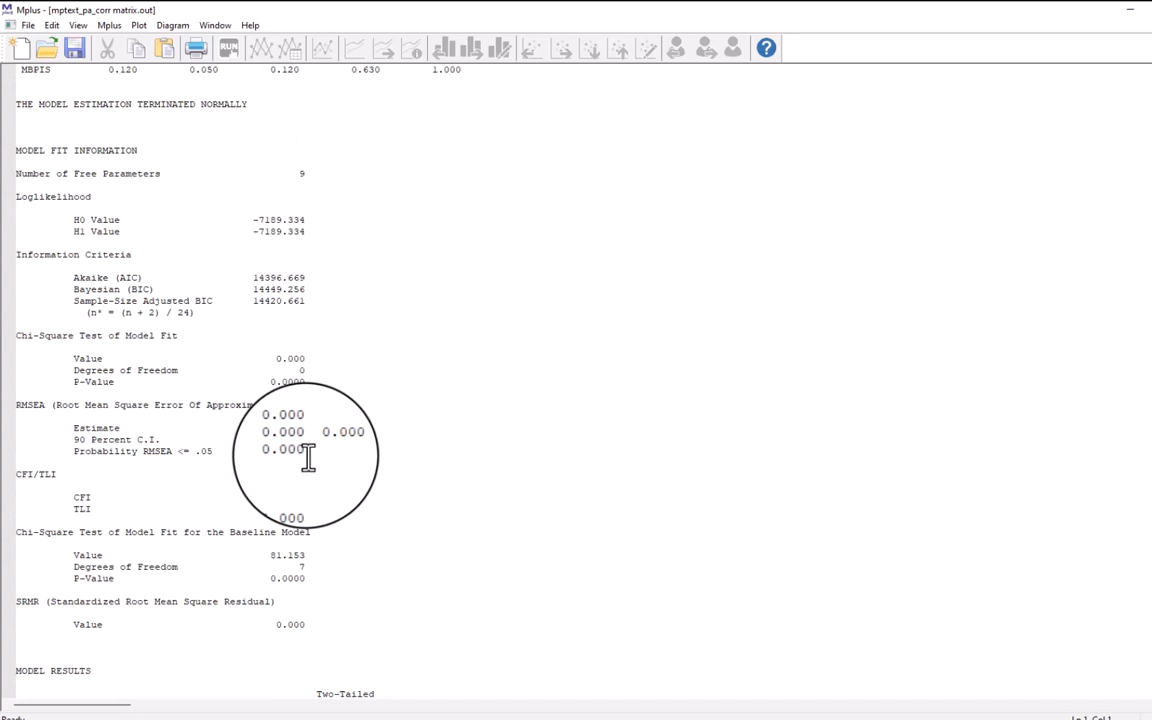 Mplus - [mptext_pa_corr matrix.out]
File Edit View Mplus Plot Diagram Window Help
RUN
MBPIS 0.120 0.050 0.120 0.630 1.000
THE MODEL ESTIMATION TERMINATED NORMALLY
MODEL FIT INFORMATION
Number of Free Parameters 9
Loglikelihood
H0 Value -7189.334
H1 Value -7189.334
Information Criteria
Akaike (AIC) 14396.669
Bayesian (BIC) 14449.256
Sample-Size Adjusted BIC 14420.661
(n* = (n + 2) / 24)
Chi-Square Test of Model Fit
Value 0.000
Degrees of Freedom 0
P-Value 0.0000
RMSEA (Root Mean Square Error Of Approxim
Estimate 0.000
90 Percent C.I. 0.000 0.000
Probability RMSEA <= .05 0.000
CFI/TLI
CFI
TLI 000
Chi-Square Test of Model Fit for the Baseline Model
Value 81.153
Degrees of Freedom 7
P-Value 0.0000
SRMR (Standardized Root Mean Square Residual)
Value 0.000
MODEL RESULTS
Two-Tailed